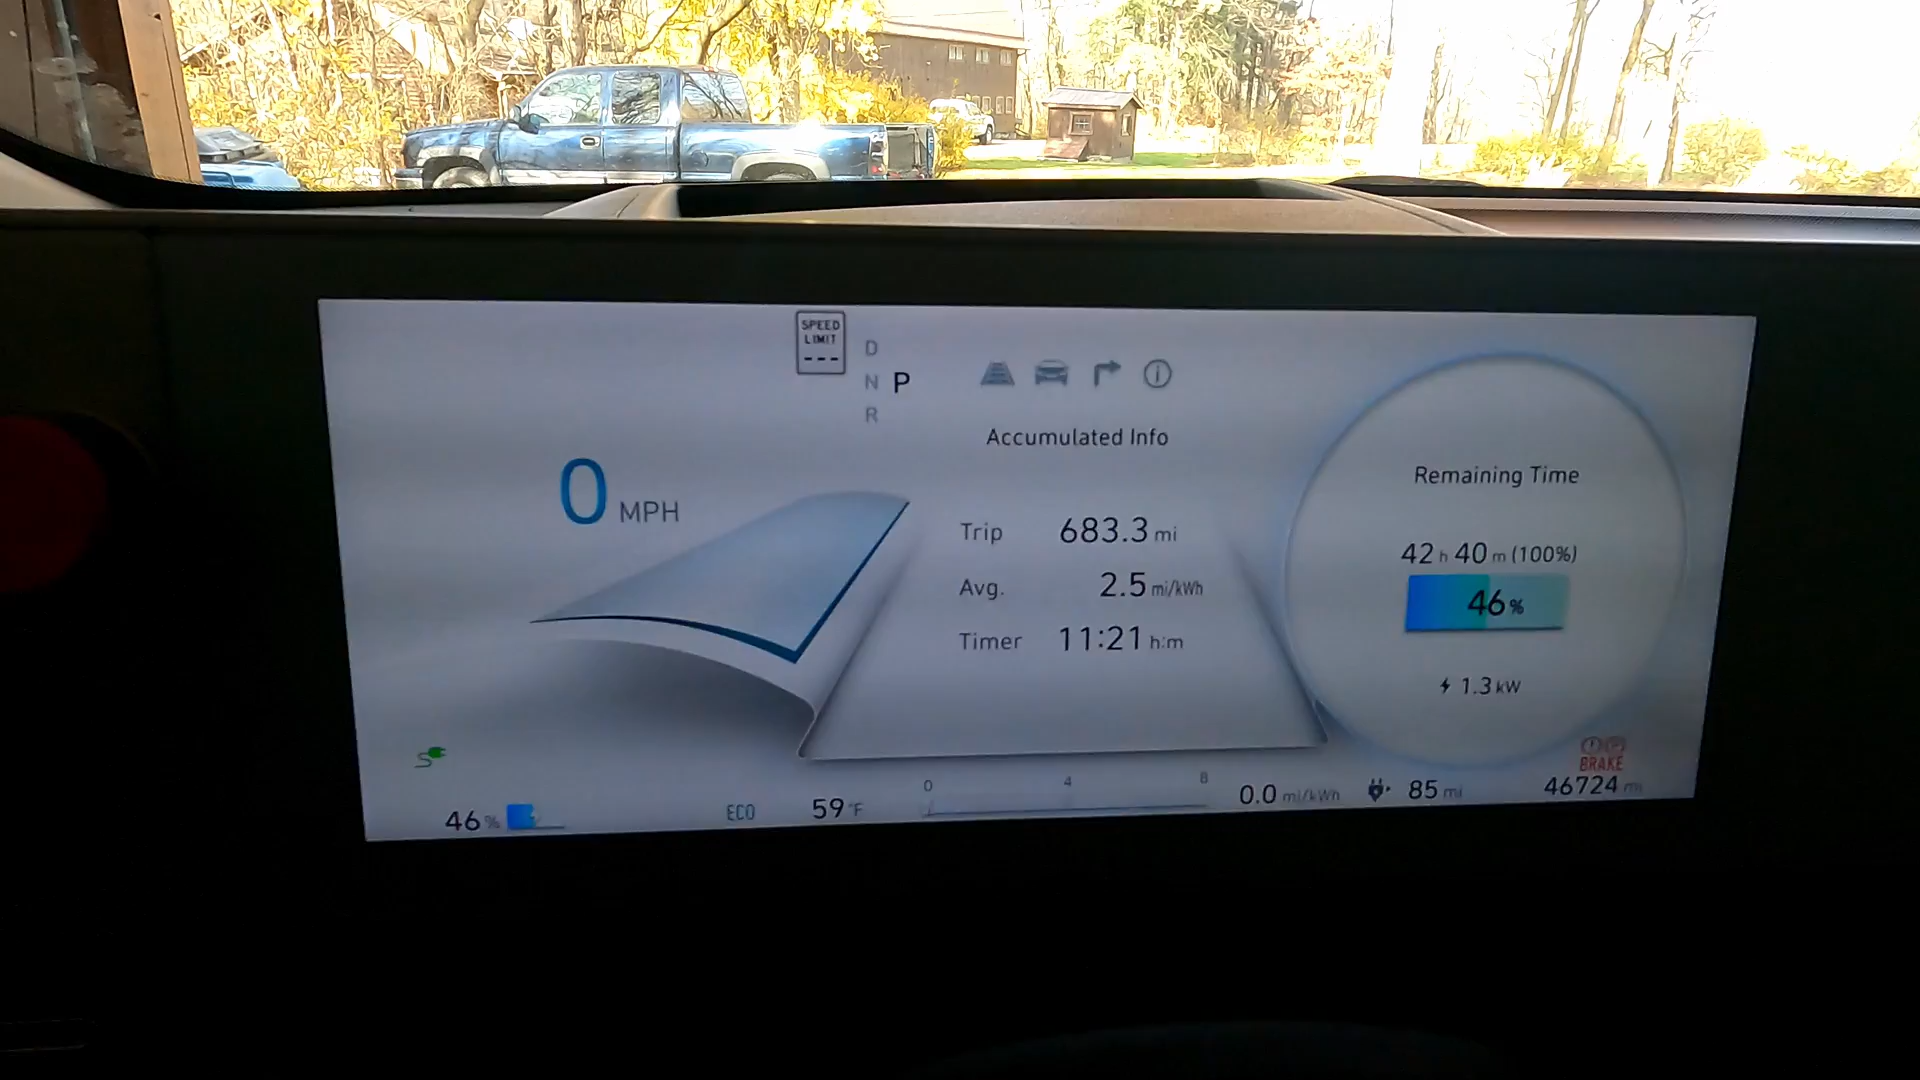 SPEED
LIMIT
---
D
N P
R
Accumulated Info
0 MPH
Trip 683.3 mi
Avg. 2.5 mi/kWh
Timer 11:21 h:m
Remaining Time
42 h 40 m (100%)
46 %
1.3 kW
BRAKE
0 4 8
46 % ECO 59 °F 0.0 mi/kWh 85 mi 46724 mi